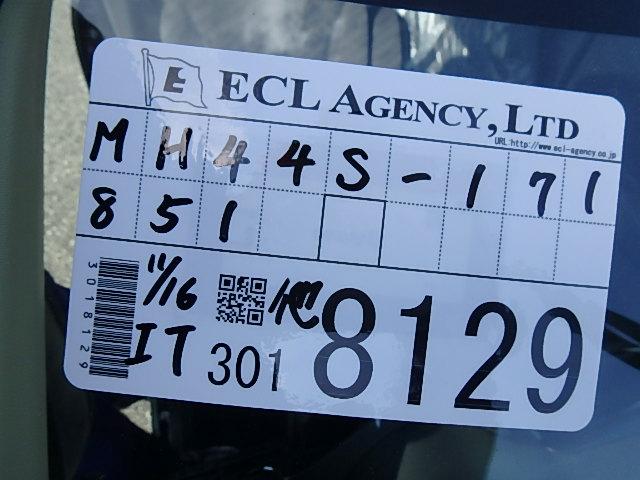 E ECL AGENCY, LTD
URL:http://www.ecl-agency.co.jp
MH44S-171
851
11/16
IT 301 8129
3018129